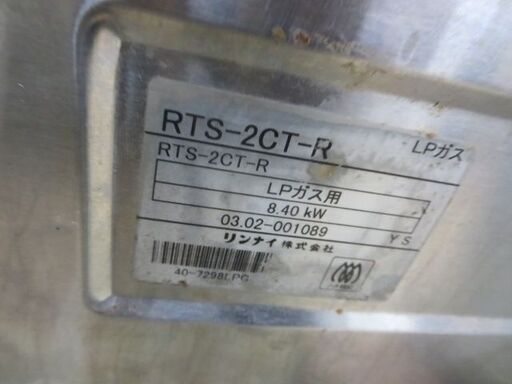 RTS-2CT-R LPガス
RTS-2CT-R
LPガス用
8.40 kW
03.02-001089 YS
リンナイ株式会社
40-7298LPG